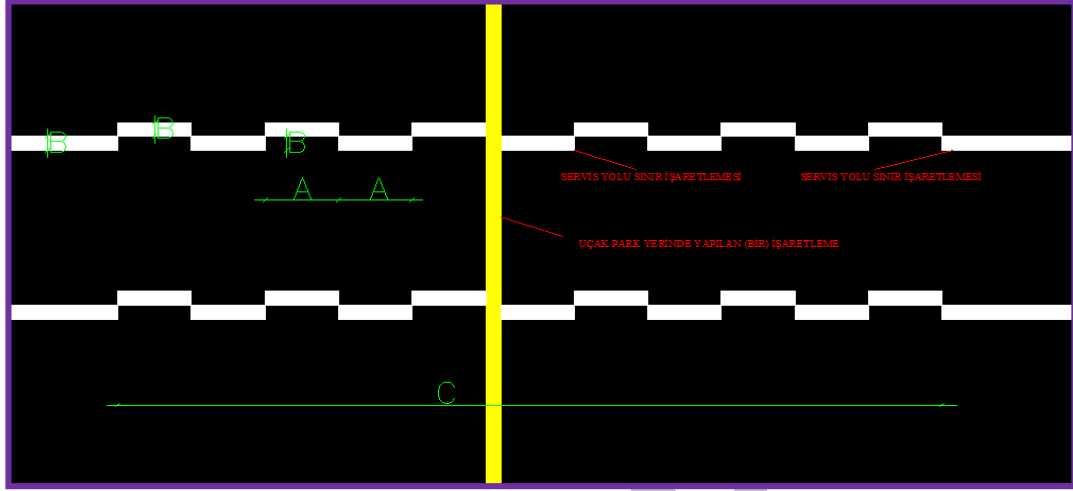 B
B
B
A
A
SERVİS YOLU SINIR İŞARETLEMESİ
SERVİS YOLU SINIR İŞARETLEMESİ
UÇAK PARK YERİNDE YAPILAN (BİR) İŞARETLEME
C